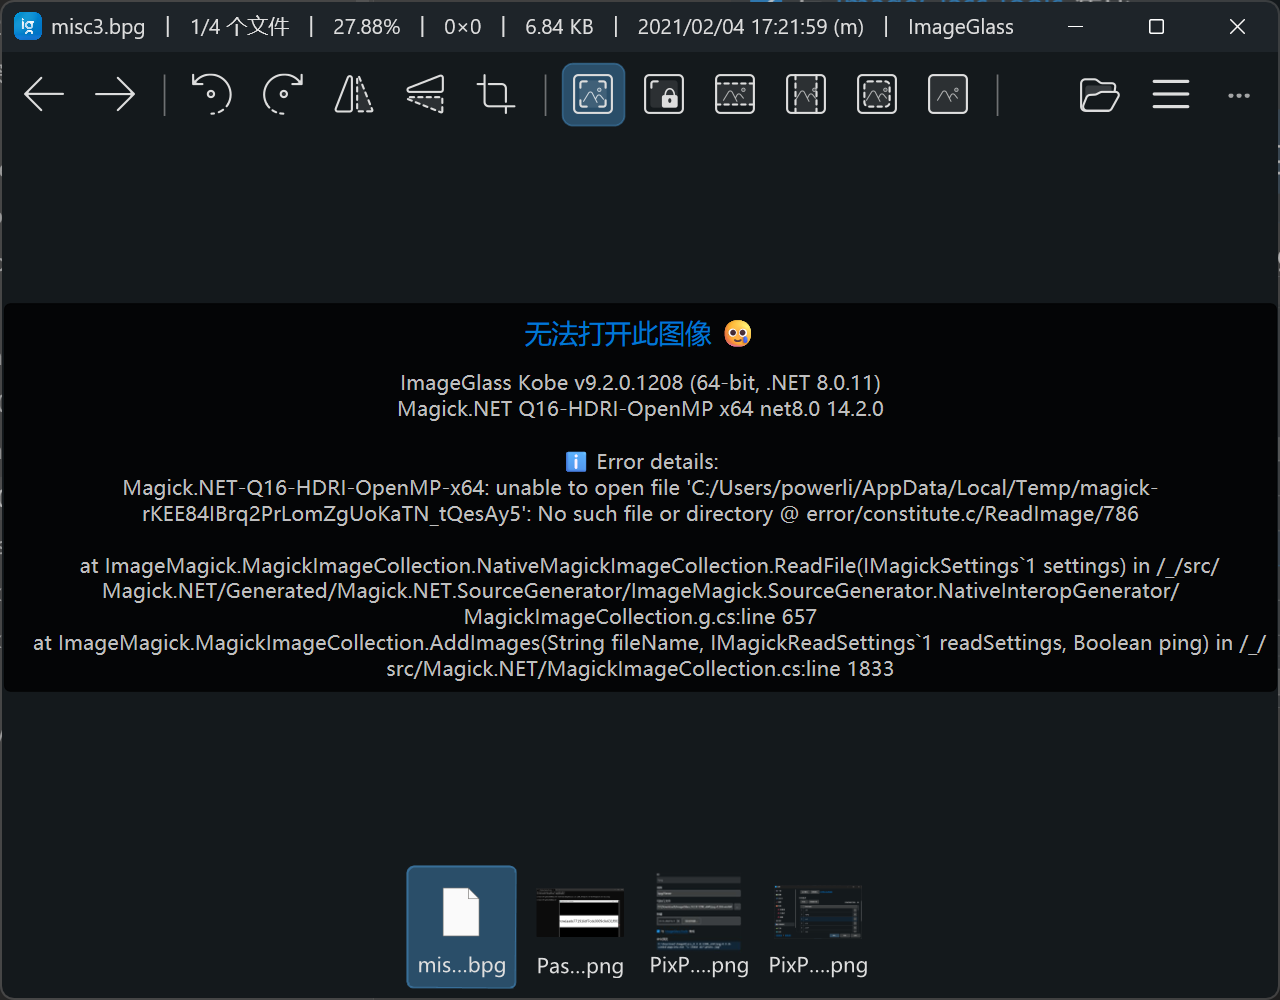 misc3.bpg | 1/4 个文件 | 27.88% | 0×0 | 6.84 KB | 2021/02/04 17:21:59 (m) | ImageGlass
无法打开此图像 🥲
ImageGlass Kobe v9.2.0.1208 (64-bit, .NET 8.0.11)
Magick.NET Q16-HDRI-OpenMP x64 net8.0 14.2.0
ℹ️ Error details:
Magick.NET-Q16-HDRI-OpenMP-x64: unable to open file 'C:/Users/powerli/AppData/Local/Temp/magick-
rKEE84IBrq2PrLomZgUoKaTN_tQesAy5': No such file or directory @ error/constitute.c/ReadImage/786
at ImageMagick.MagickImageCollection.NativeMagickImageCollection.ReadFile(IMagickSettings`1 settings) in /_/src/
Magick.NET/Generated/Magick.NET.SourceGenerator/ImageMagick.SourceGenerator.NativeInteropGenerator/
MagickImageCollection.g.cs:line 657
at ImageMagick.MagickImageCollection.AddImages(String fileName, IMagickReadSettings`1 readSettings, Boolean ping) in /_/
src/Magick.NET/MagickImageCollection.cs:line 1833
mis...bpg
Pas...png
PixP....png
PixP....png